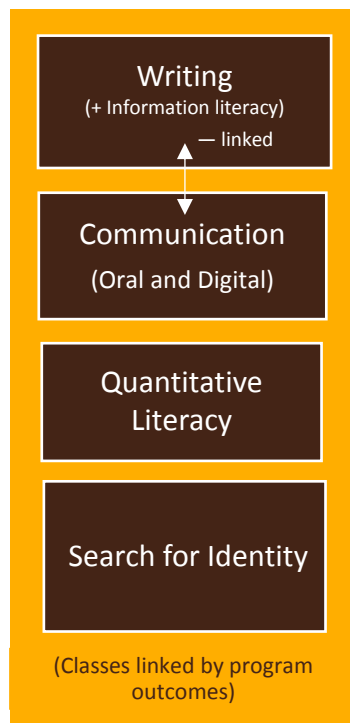 Writing
(+ Information literacy)
— linked
Communication
(Oral and Digital)
Quantitative
Literacy
Search for Identity
(Classes linked by program
outcomes)